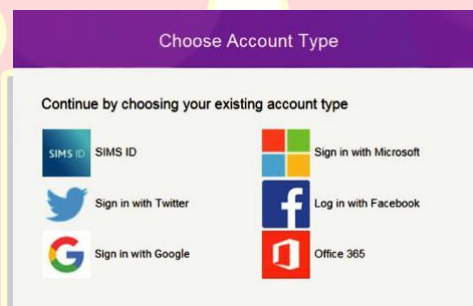 Choose Account Type
Continue by choosing your existing account type
SIMS ID SIMS ID
Sign in with Microsoft
Sign in with Twitter
Log in with Facebook
Sign in with Google
Office 365